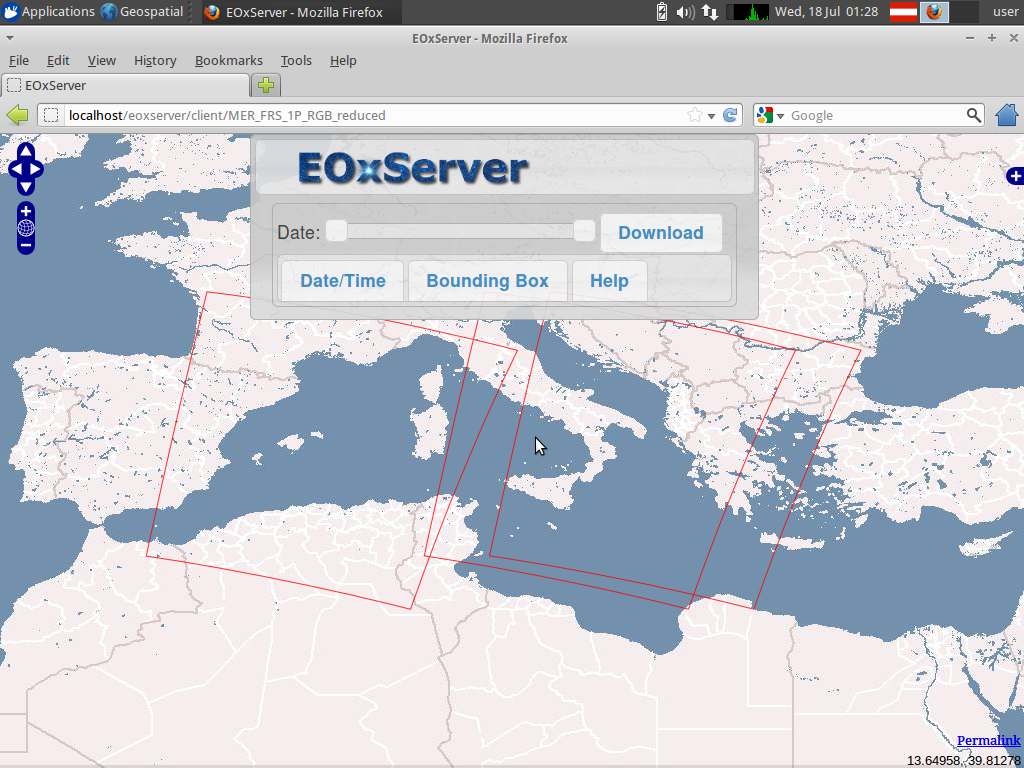 Applications Geospatial EOxServer - Mozilla Firefox Wed, 18 Jul 01:28 user
EOxServer - Mozilla Firefox
File Edit View History Bookmarks Tools Help
EOxServer
localhost/eoxserver/client/MER_FRS_1P_RGB_reduced Google
EOxServer
Date: Download
Date/Time Bounding Box Help
Permalink
13.64958, 39.81278